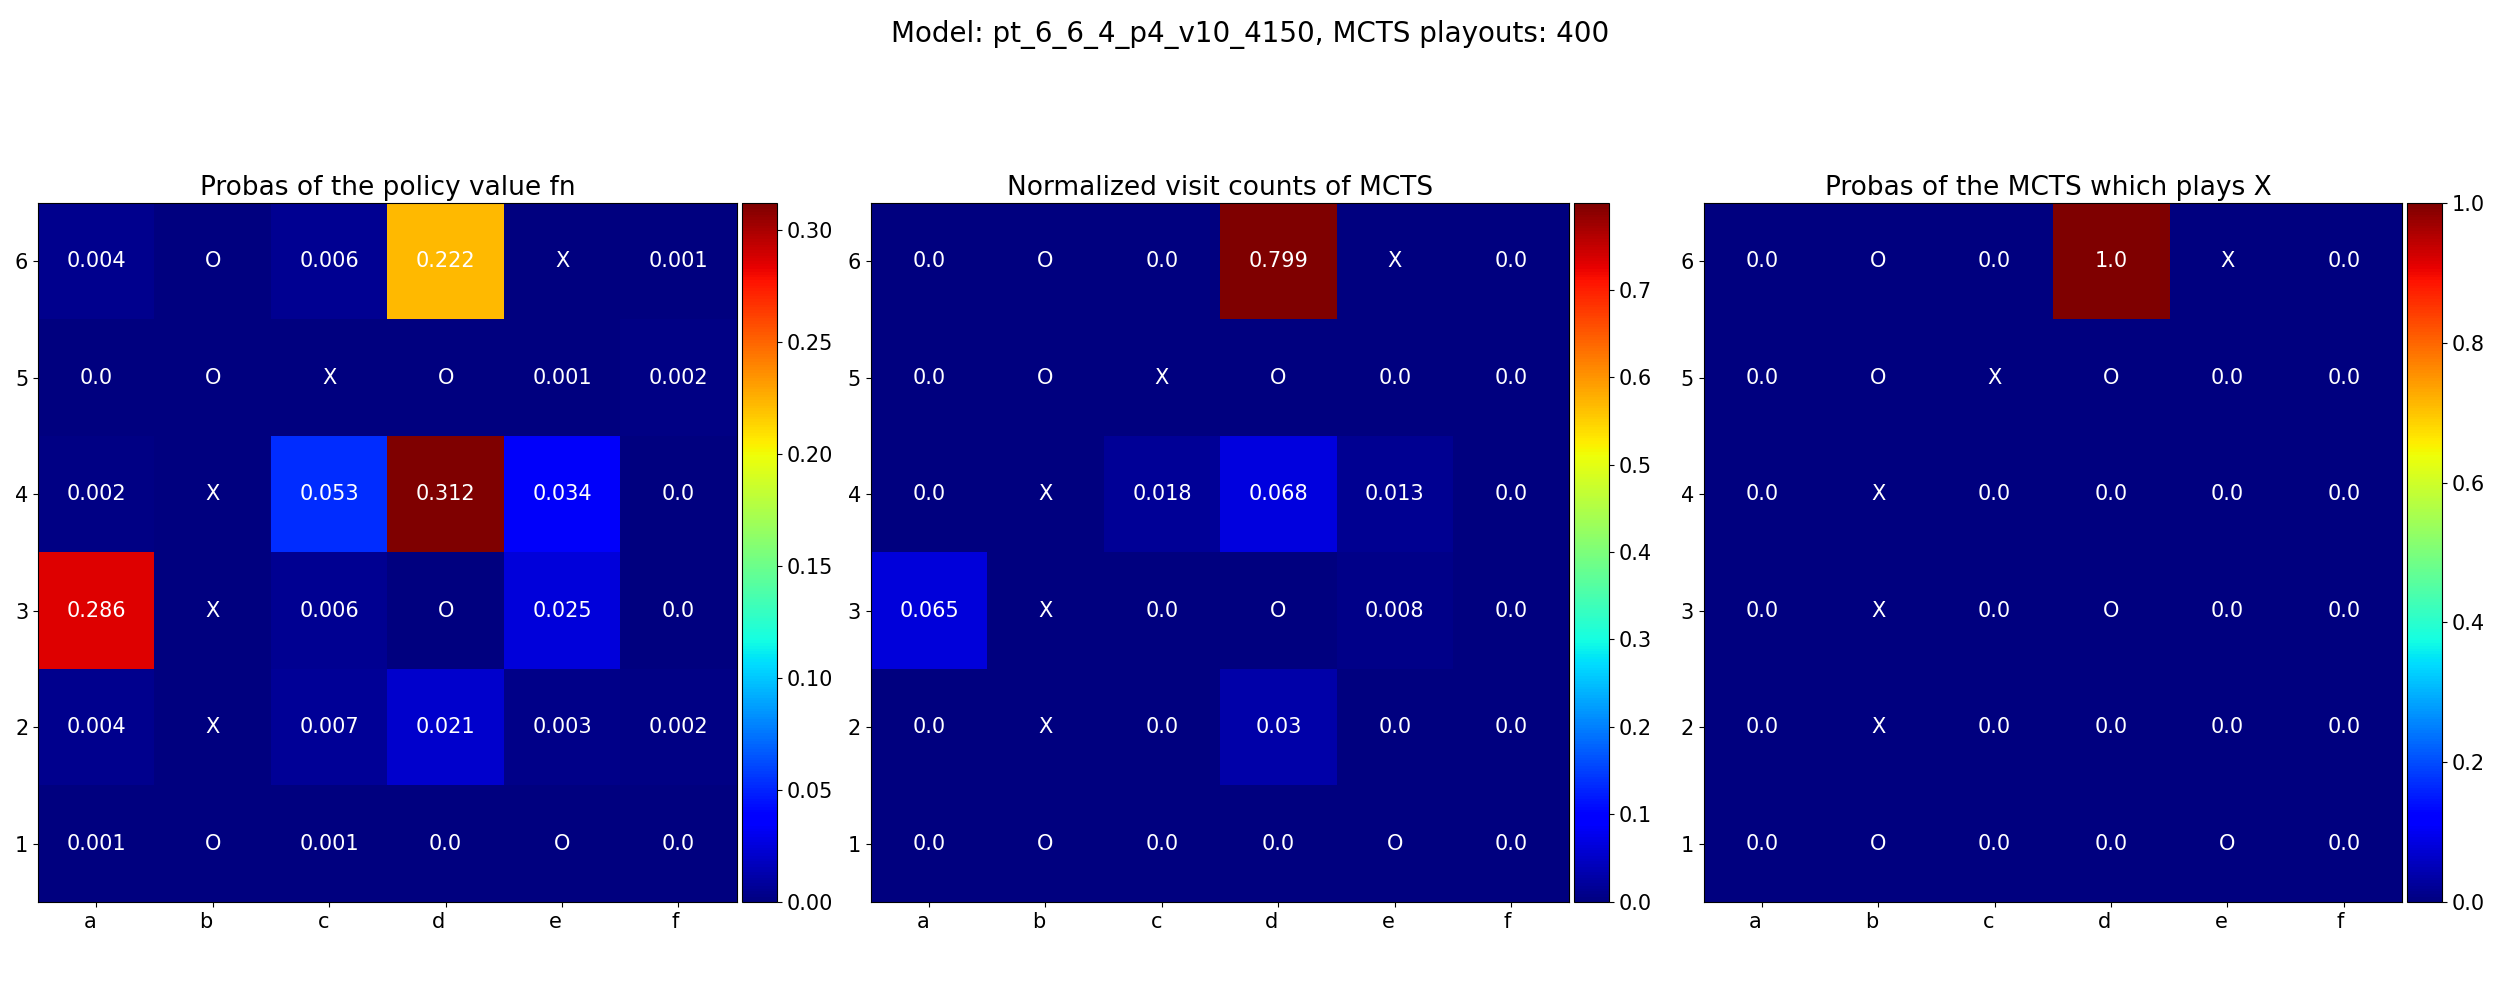 Model: pt_6_6_4_p4_v10_4150, MCTS playouts: 400
Probas of the policy value fn
6 0.004 O 0.006 0.222 X 0.001
5 0.0 O X O 0.001 0.002
4 0.002 X 0.053 0.312 0.034 0.0
3 0.286 X 0.006 O 0.025 0.0
2 0.004 X 0.007 0.021 0.003 0.002
1 0.001 O 0.001 0.0 O 0.0
a b c d e f
0.30
0.25
0.20
0.15
0.10
0.05
0.00
Normalized visit counts of MCTS
6 0.0 O 0.0 0.799 X 0.0
5 0.0 O X O 0.0 0.0
4 0.0 X 0.018 0.068 0.013 0.0
3 0.065 X 0.0 O 0.008 0.0
2 0.0 X 0.0 0.03 0.0 0.0
1 0.0 O 0.0 0.0 O 0.0
a b c d e f
0.7
0.6
0.5
0.4
0.3
0.2
0.1
0.0
Probas of the MCTS which plays X
6 0.0 O 0.0 1.0 X 0.0
5 0.0 O X O 0.0 0.0
4 0.0 X 0.0 0.0 0.0 0.0
3 0.0 X 0.0 O 0.0 0.0
2 0.0 X 0.0 0.0 0.0 0.0
1 0.0 O 0.0 0.0 O 0.0
a b c d e f
1.0
0.8
0.6
0.4
0.2
0.0